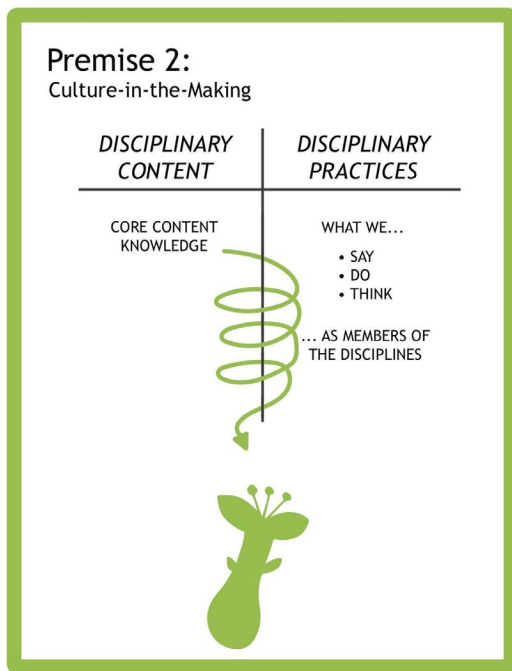 Premise 2:
Culture-in-the-Making
DISCIPLINARY
CONTENT
DISCIPLINARY
PRACTICES
CORE CONTENT
KNOWLEDGE
WHAT WE...
• SAY
• DO
• THINK
... AS MEMBERS OF
THE DISCIPLINES